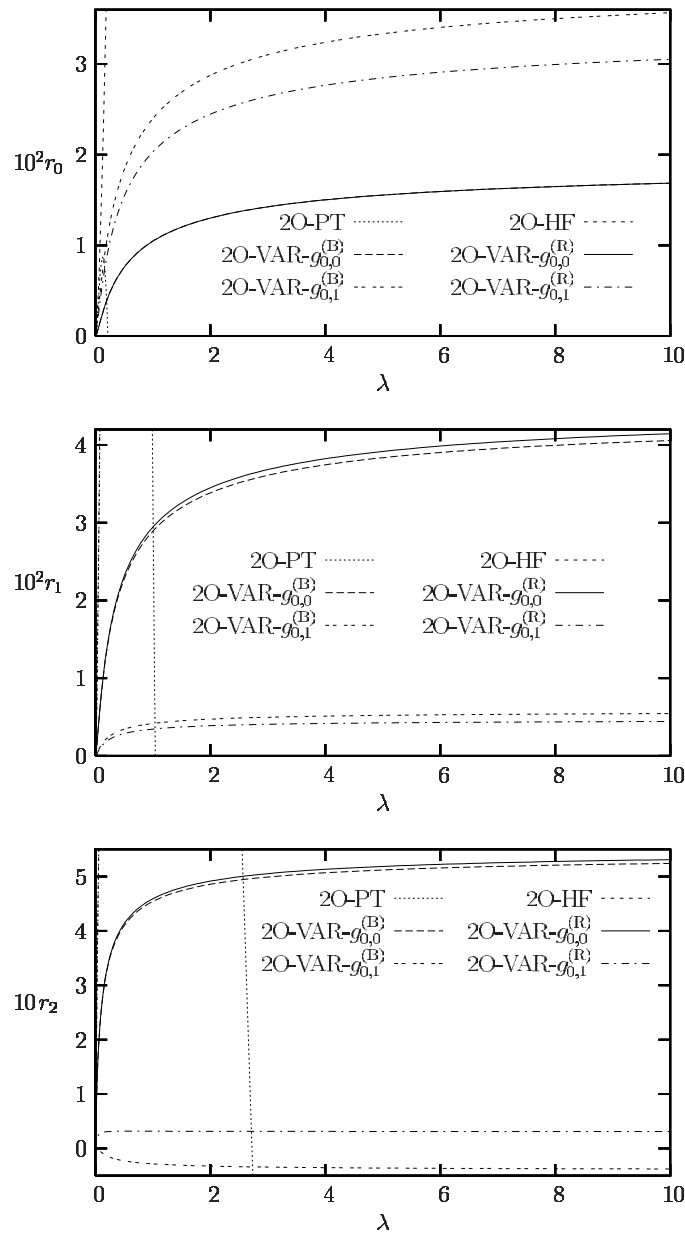 3
2
10²r₀
2O-PT 2O-HF
2O-VAR-g₀,₀⁽ᴮ⁾ 2O-VAR-g₀,₀⁽ᴿ⁾
1
2O-VAR-g₀,₁⁽ᴮ⁾ 2O-VAR-g₀,₁⁽ᴿ⁾
0
0 2 4 6 8 10
λ
4
3
2O-PT 2O-HF
10²r₁
2
2O-VAR-g₀,₀⁽ᴮ⁾ 2O-VAR-g₀,₀⁽ᴿ⁾
2O-VAR-g₀,₁⁽ᴮ⁾ 2O-VAR-g₀,₁⁽ᴿ⁾
1
0
0 2 4 6 8 10
λ
5
2O-PT 2O-HF
2O-VAR-g₀,₀⁽ᴮ⁾ 2O-VAR-g₀,₀⁽ᴿ⁾
4
2O-VAR-g₀,₁⁽ᴮ⁾ 2O-VAR-g₀,₁⁽ᴿ⁾
3
10r₂
2
1
0
0 2 4 6 8 10
λ